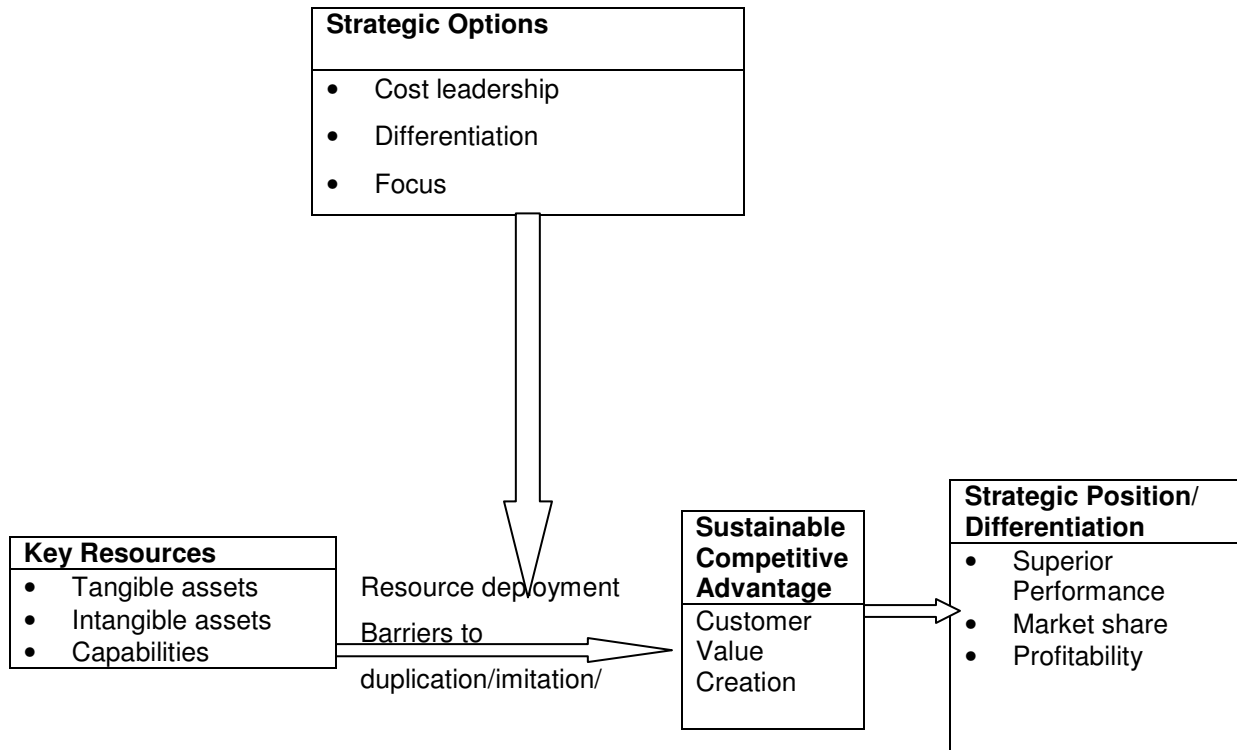 Strategic Options
• Cost leadership
• Differentiation
• Focus
Key Resources
• Tangible assets
• Intangible assets
• Capabilities
Resource deployment
Barriers to
duplication/imitation/
Sustainable
Competitive
Advantage
Customer
Value
Creation
Strategic Position/
Differentiation
• Superior
Performance
• Market share
• Profitability